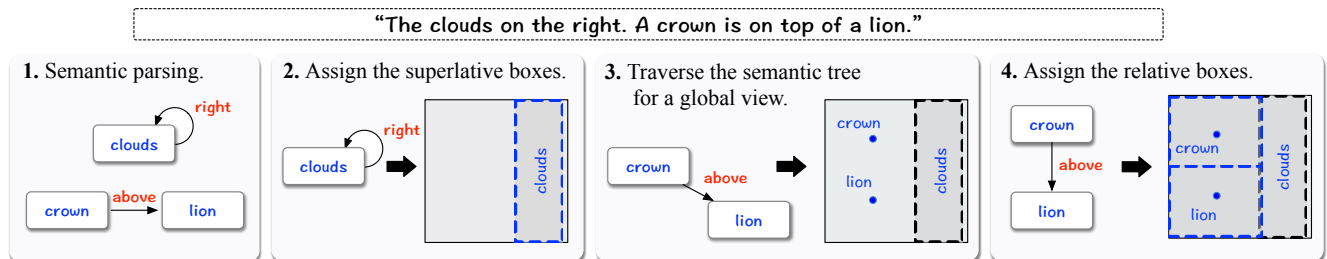 “The clouds on the right. A crown is on top of a lion.”
1. Semantic parsing.
right
clouds
above
crown
lion
2. Assign the superlative boxes.
right
clouds
clouds
3. Traverse the semantic tree
for a global view.
crown
above
lion
crown
lion
clouds
4. Assign the relative boxes.
crown
above
lion
crown
lion
clouds